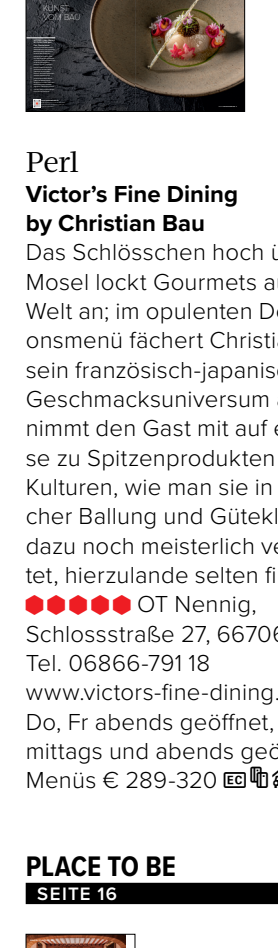 KUNST
VOM BAU
Perl
Victor's Fine Dining
by Christian Bau
Das Schlösschen hoch ü
Mosel lockt Gourmets a
Welt an; im opulenten D
onsmenü fächert Christi
sein französisch-japanis
Geschmacksuniversum
nimmt den Gast mit auf e
se zu Spitzenprodukten
Kulturen, wie man sie in
cher Ballung und Gütekl
dazu noch meisterlich ve
tet, hierzulande selten fi
OT Nennig,
Schlossstraße 27, 66706
Tel. 06866-791 18
www.victors-fine-dining.
Do, Fr abends geöffnet,
mittags und abends geö
Menüs € 289-320 EC
PLACE TO BE
SEITE 16